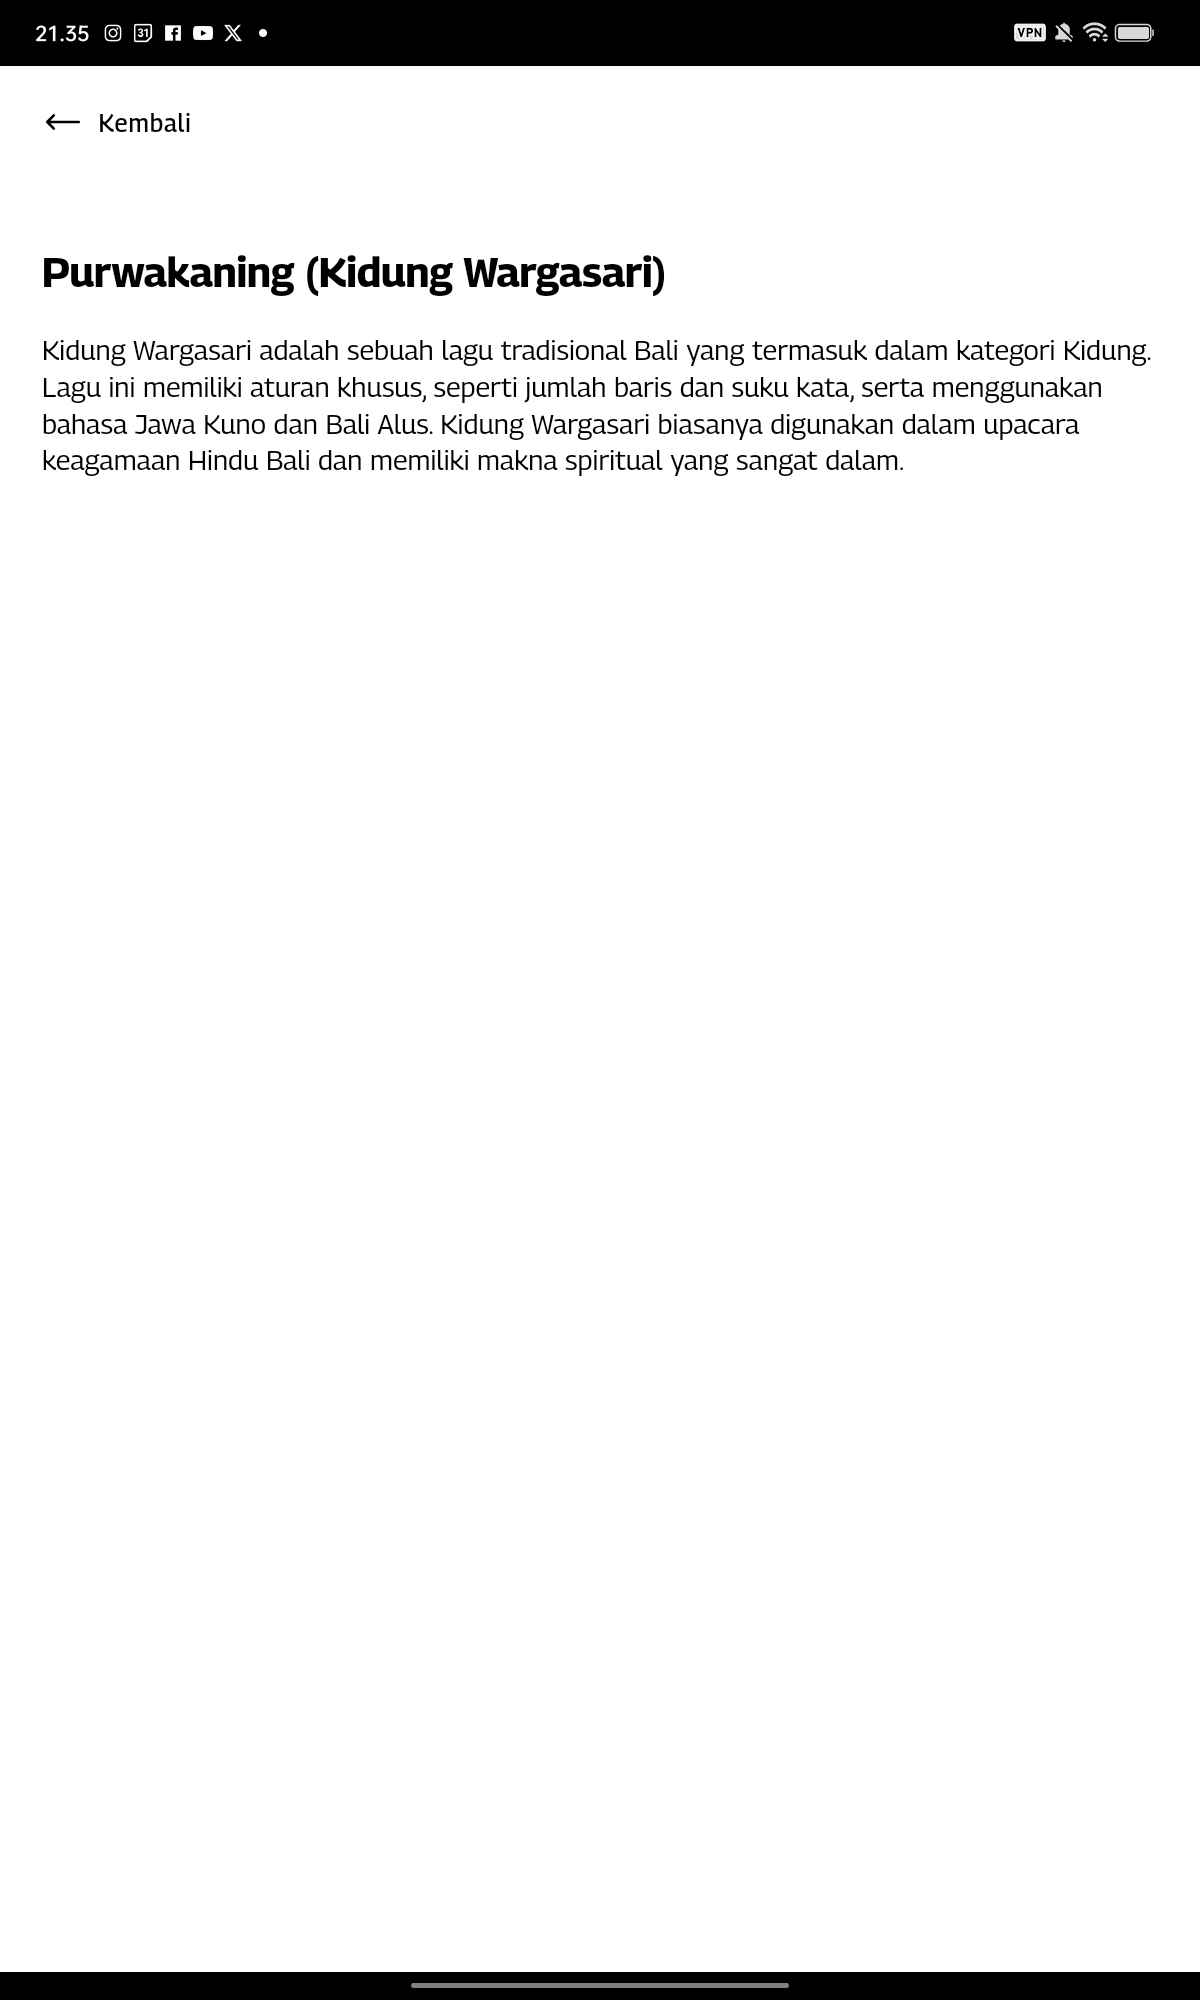 21.35
31
VPN
Kembali
Purwakaning (Kidung Wargasari)
Kidung Wargasari adalah sebuah lagu tradisional Bali yang termasuk dalam kategori Kidung.
Lagu ini memiliki aturan khusus, seperti jumlah baris dan suku kata, serta menggunakan
bahasa Jawa Kuno dan Bali Alus. Kidung Wargasari biasanya digunakan dalam upacara
keagamaan Hindu Bali dan memiliki makna spiritual yang sangat dalam.